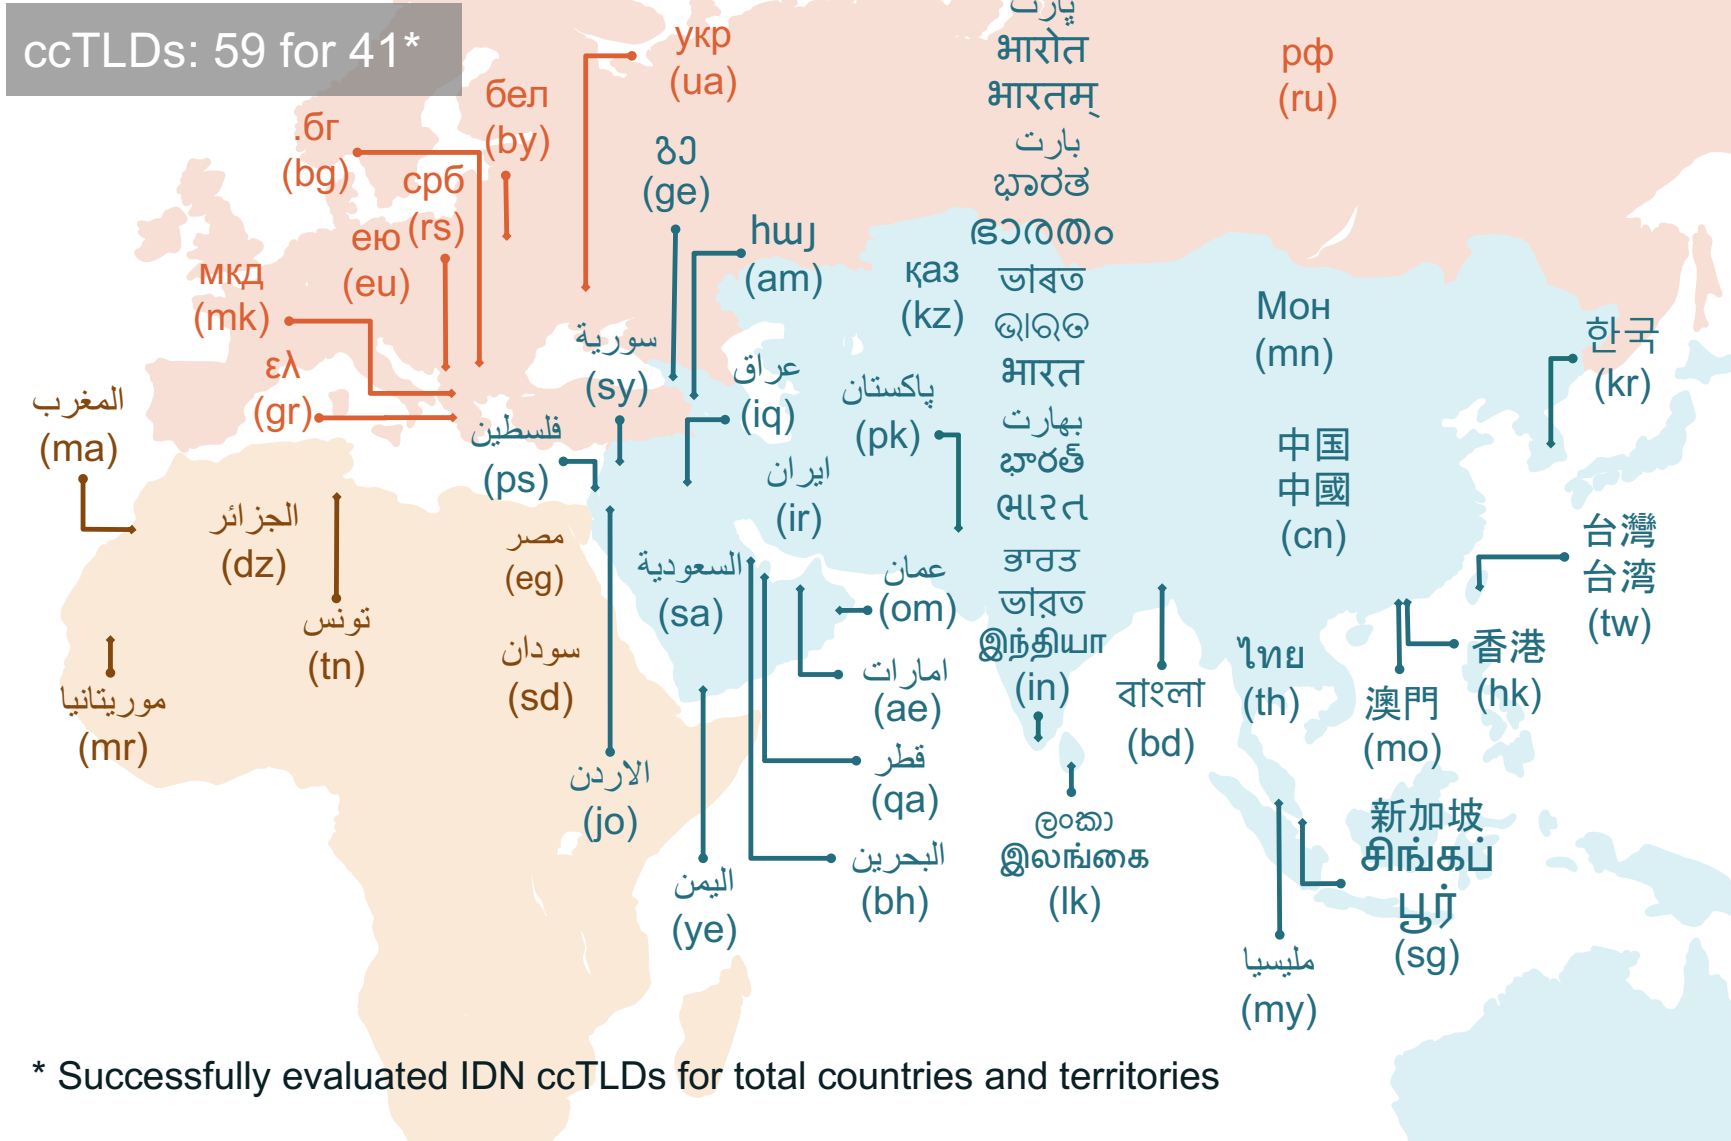 ccTLDs: 59 for 41*
укр
(ua)
рф
(ru)
бел
(by)
.бг
(bg)
срб
(rs)
ею
(eu)
мкд
(mk)
ελ
(gr)
გე
(ge)
հայ
(am)
қаз
(kz)
ڀارت
भारोत
भारतम्
بارت
ಭಾರತ
ഭാരതം
ভাৰত
ଭାରତ
भारत
بھارت
భారత్
ભારત
ਭਾਰਤ
ভারত
இந்தியா
(in)
Мон
(mn)
한국
(kr)
سورية
(sy)
عراق
(iq)
پاکستان
(pk)
المغرب
(ma)
فلسطين
(ps)
ایران
(ir)
中国
中國
(cn)
الجزائر
(dz)
مصر
(eg)
السعودية
(sa)
عمان
(om)
台灣
台湾
(tw)
تونس
(tn)
سودان
(sd)
امارات
(ae)
বাংলা
(bd)
ไทย
(th)
香港
(hk)
澳門
(mo)
موريتانيا
(mr)
الاردن
(jo)
قطر
(qa)
ලංකා
இலங்கை
(lk)
新加坡
சிங்கப்
பூர்
(sg)
البحرين
(bh)
اليمن
(ye)
مليسيا
(my)
* Successfully evaluated IDN ccTLDs for total countries and territories